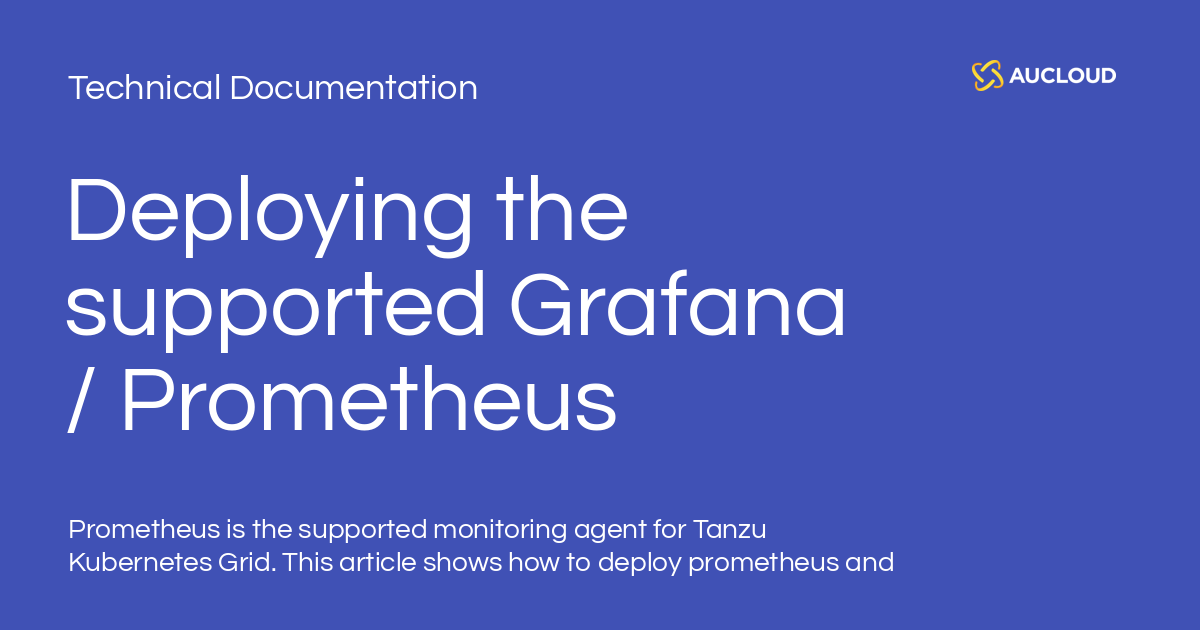 Technical Documentation
AUCLOUD
Deploying the
supported Grafana
/ Prometheus
Prometheus is the supported monitoring agent for Tanzu
Kubernetes Grid. This article shows how to deploy prometheus and